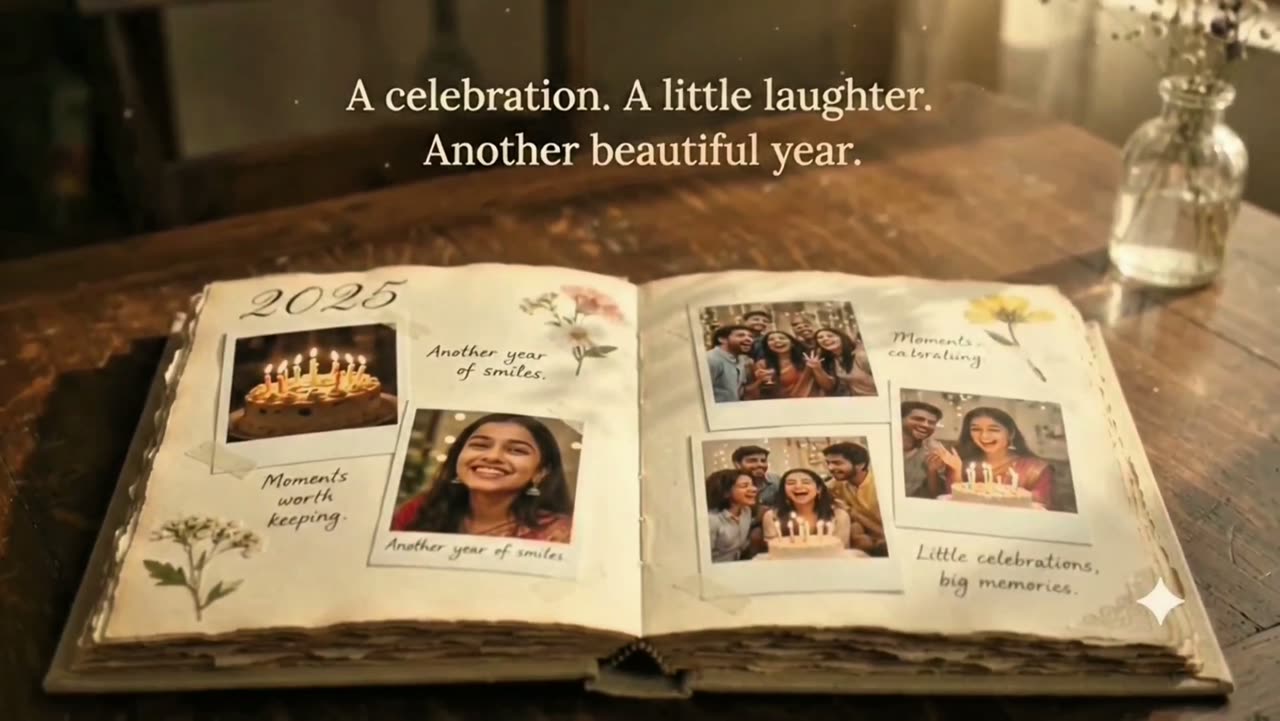 A celebration. A little laughter.
Another beautiful year.
2025
Another year
of smiles.
Moments
worth
keeping.
Another year of smiles.
Moments
Little celebrations,
big memories.